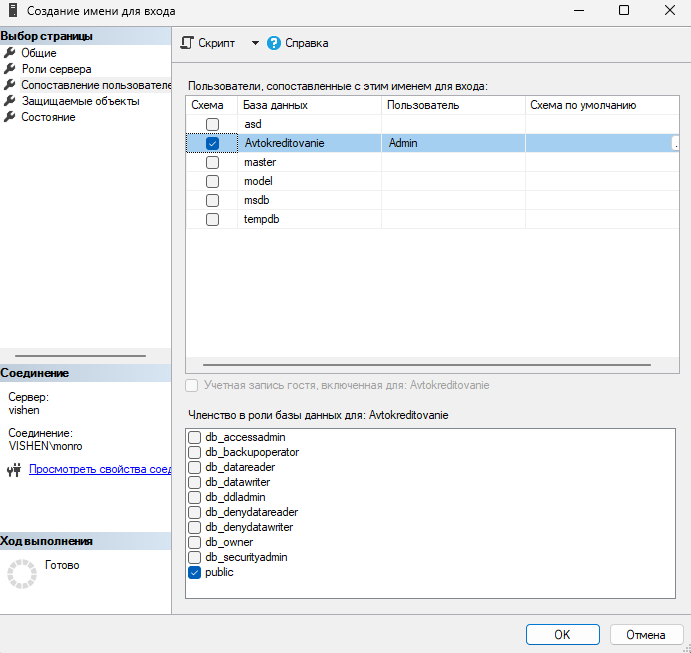 Создание имени для входа
Выбор страницы
Общие
Роли сервера
Сопоставление пользователе
Защищаемые объекты
Состояние
Скрипт
Справка
Пользователи, сопоставленные с этим именем для входа:
Схема База данных Пользователь Схема по умолчанию
asd
Avtokreditovanie Admin
master
model
msdb
tempdb
Учетная запись гостя, включенная для: Avtokreditovanie
Соединение
Сервер:
vishen
Соединение:
VISHEN\monro
Просмотреть свойства соед
Членство в роли базы данных для: Avtokreditovanie
db_accessadmin
db_backupoperator
db_datareader
db_datawriter
db_ddladmin
db_denydatareader
db_denydatawriter
db_owner
db_securityadmin
public
Ход выполнения
Готово
OK Отмена